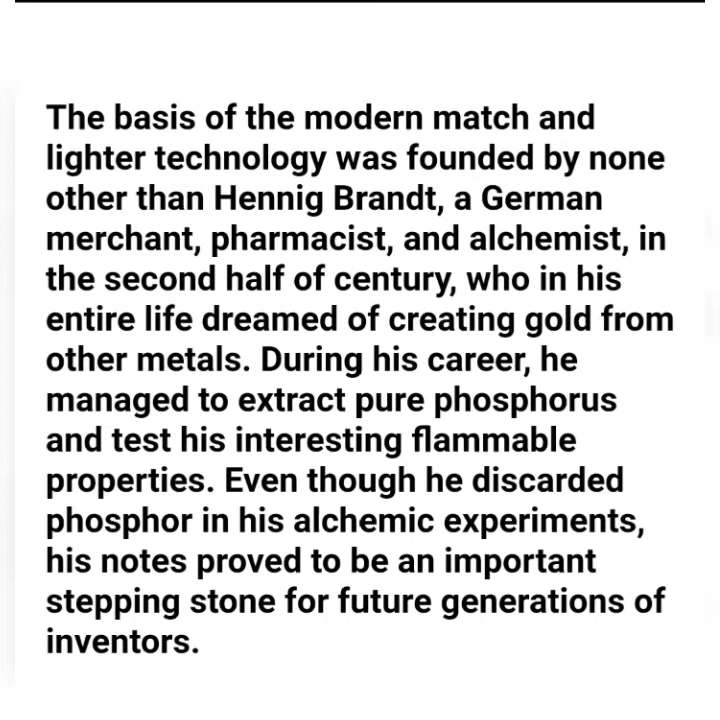 The basis of the modern match and
lighter technology was founded by none
other than Hennig Brandt, a German
merchant, pharmacist, and alchemist, in
the second half of century, who in his
entire life dreamed of creating gold from
other metals. During his career, he
managed to extract pure phosphorus
and test his interesting flammable
properties. Even though he discarded
phosphor in his alchemic experiments,
his notes proved to be an important
stepping stone for future generations of
inventors.